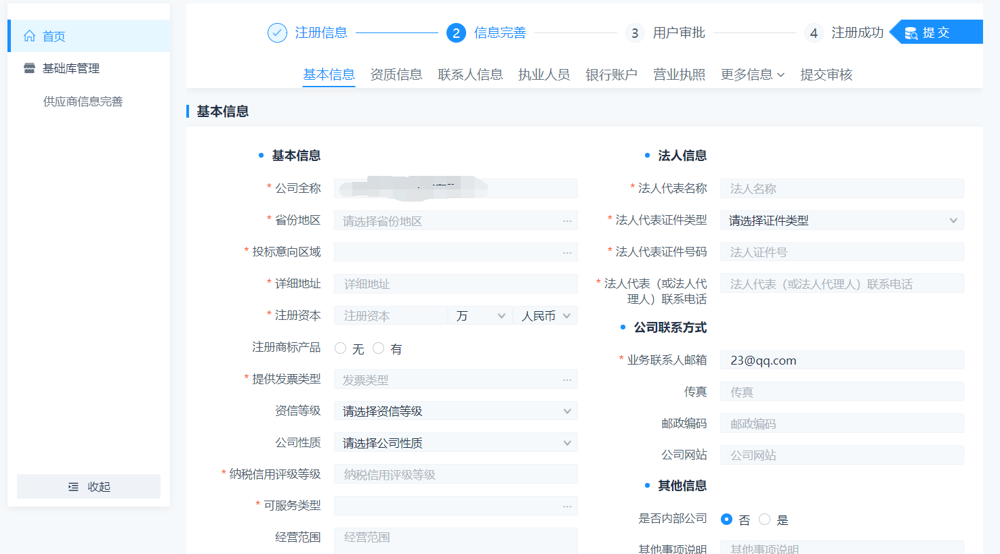 首页
基础库管理
供应商信息完善
收起
注册信息
2 信息完善
3 用户审批
4 注册成功
提交
基本信息 资质信息 联系人信息 执业人员 银行账户 营业执照 更多信息 提交审核
基本信息
基本信息
* 公司全称
* 省份地区 请选择省份地区 ...
* 投标意向区域 ...
* 详细地址 详细地址
* 注册资本 注册资本 万 人民币
注册商标产品 无 有
* 提供发票类型 发票类型 ...
资信等级 请选择资信等级
公司性质 请选择公司性质
* 纳税信用评级等级 纳税信用评级等级
* 可服务类型 ...
经营范围 经营范围
法人信息
* 法人代表名称 法人名称
* 法人代表证件类型 请选择证件类型
* 法人代表证件号码 法人证件号
* 法人代表（或法人代 法人代表（或法人代理人）联系电话
理人）联系电话
公司联系方式
* 业务联系人邮箱 23@qq.com
传真 传真
邮政编码 邮政编码
公司网站 公司网站
其他信息
是否内部公司 否 是
其他事项说明 其他事项说明